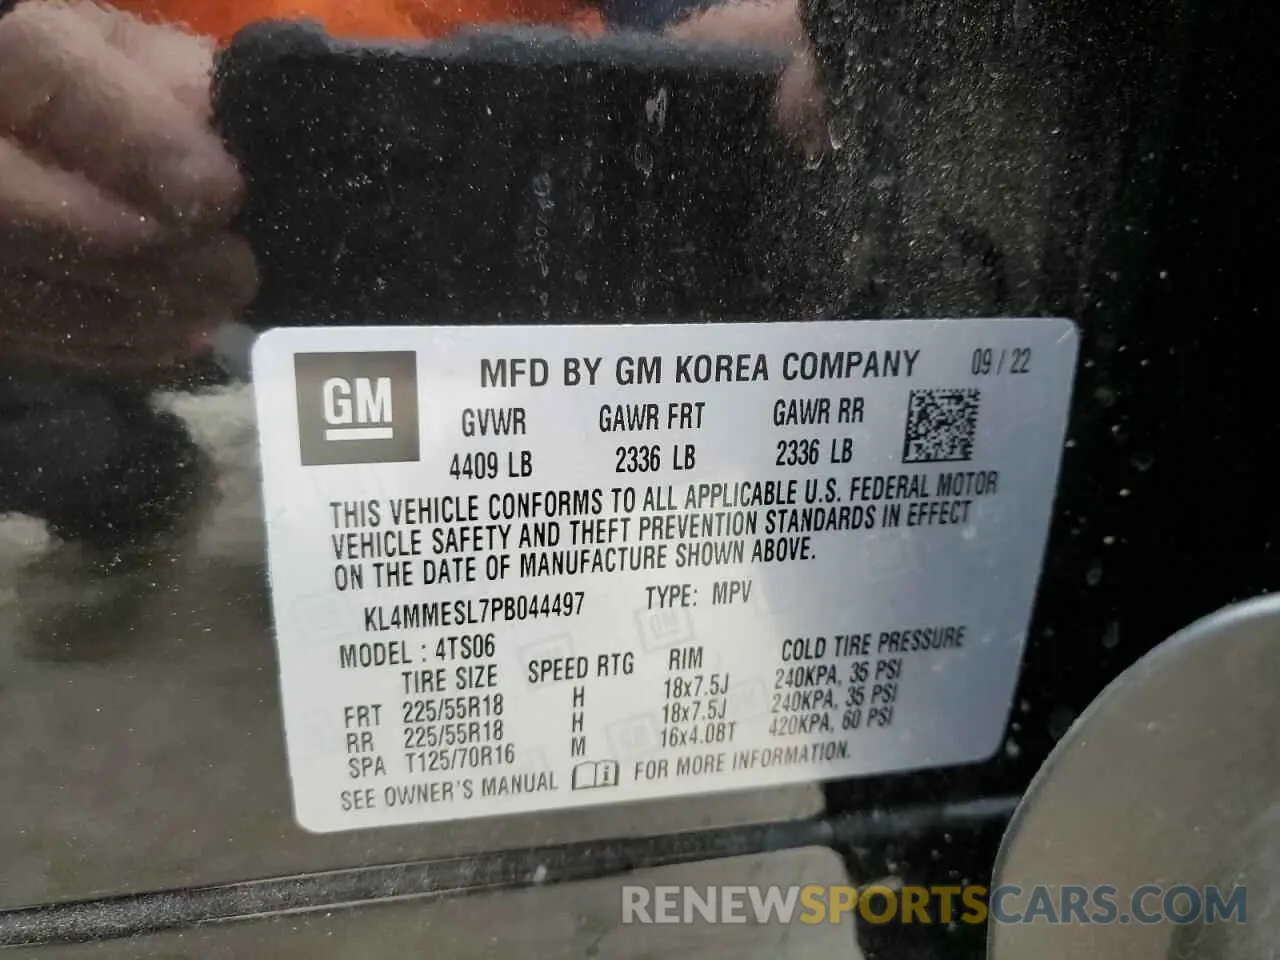 GM
MFD BY GM KOREA COMPANY 09 / 22
GVWR GAWR FRT GAWR RR
4409 LB 2336 LB 2336 LB
THIS VEHICLE CONFORMS TO ALL APPLICABLE U.S. FEDERAL MOTOR
VEHICLE SAFETY AND THEFT PREVENTION STANDARDS IN EFFECT
ON THE DATE OF MANUFACTURE SHOWN ABOVE.
KL4MMESL7PB044497 TYPE: MPV
MODEL : 4TS06
TIRE SIZE SPEED RTG RIM COLD TIRE PRESSURE
FRT 225/55R18 H 18x7.5J 240KPA, 35 PSI
RR 225/55R18 H 18x7.5J 240KPA, 35 PSI
SPA T125/70R16 M 16x4.0BT 420KPA, 60 PSI
SEE OWNER'S MANUAL FOR MORE INFORMATION.
RENEWSPORTSCARS.COM